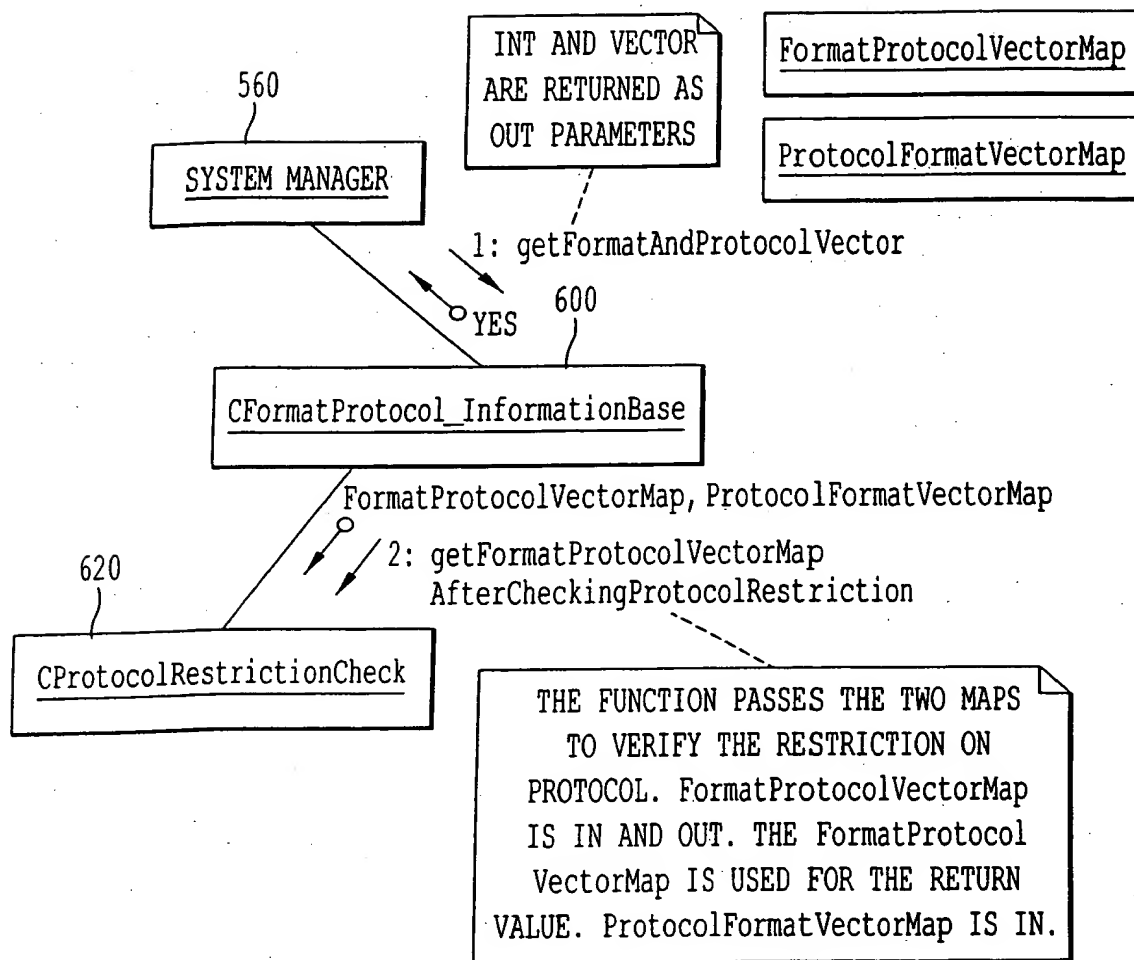 INT AND VECTOR
ARE RETURNED AS
OUT PARAMETERS
FormatProtocolVectorMap
ProtocolFormatVectorMap
560
SYSTEM MANAGER
1: getFormatAndProtocolVector
YES
600
CFormatProtocol_InformationBase
FormatProtocolVectorMap, ProtocolFormatVectorMap
2: getFormatProtocolVectorMap
AfterCheckingProtocolRestriction
620
CProtocolRestrictionCheck
THE FUNCTION PASSES THE TWO MAPS
TO VERIFY THE RESTRICTION ON
PROTOCOL. FormatProtocolVectorMap
IS IN AND OUT. THE FormatProtocol
VectorMap IS USED FOR THE RETURN
VALUE. ProtocolFormatVectorMap IS IN.